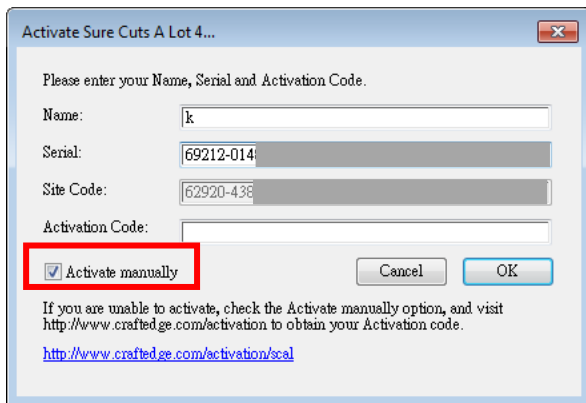 Activate Sure Cuts A Lot 4...
Please enter your Name, Serial and Activation Code.
Name:
k
Serial:
69212-014
Site Code:
62920-438
Activation Code:
Activate manually
Cancel
OK
If you are unable to activate, check the Activate manually option, and visit
http://www.craftedge.com/activation to obtain your Activation code.
http://www.craftedge.com/activation/scal